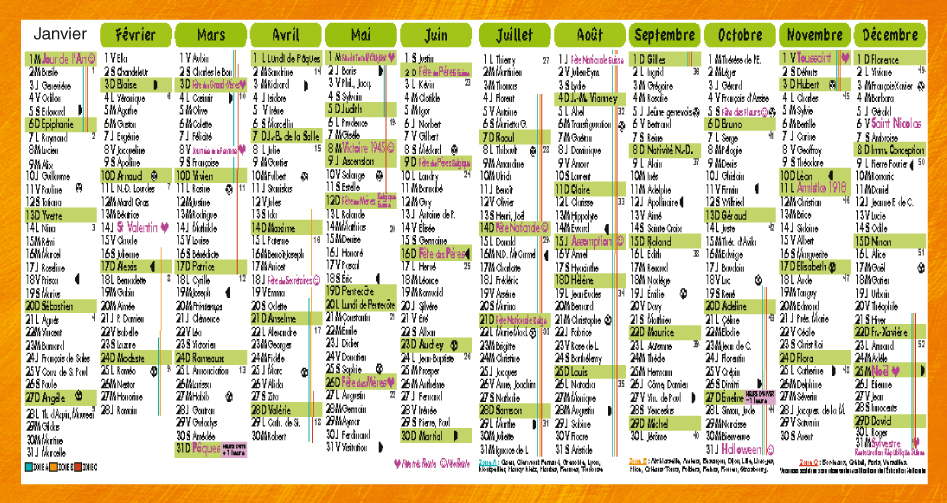 Janvier
Février
Mars
Avril
Mai
Juin
Juillet
Août
Septembre
Octobre
Novembre
Décembre
1 M Jour de l'An
2 M Basile
3 J Geneviève
4 V Odilon
5 S Edouard
6 D Epiphanie
7 L Raymond
8 M Lucien
9 M Alix
10 J Guillaume
11 V Pauline
12 S Tatiana
13 D Yvette
14 L Nina
15 M Rémi
16 M Marcel
17 J Roseline
18 V Prisca
19 S Marius
20 D Sébastien
21 L Agnès
22 M Vincent
23 M Barnard
24 J François de Sales
25 V Conv. de S. Paul
26 S Paule
27 D Angèle
28 L Th. d'Aquin, Maureed
29 M Gildas
30 M Martine
31 J Marcelle
1 V Ella
2 S Chandeleur
3 D Blaise
4 L Véronique
5 M Agathe
6 M Gaston
7 J Eugénie
8 V Jacqueline
9 S Apolline
10 D Arnaud
11 L N.D. Lourdes
12 M Mardi Gras
13 M Béatrice
14 J St Valentin
15 V Claude
16 S Julienne
17 D Alexis
18 L Bernadette
19 M Gabin
20 M Aimée
21 J P. Damien
22 V Isabelle
23 S Lazare
24 D Modeste
25 L Roméo
26 M Nestor
27 M Honorine
28 J Romain
1 V Aubin
2 S Charles le Bon
3 D Fête des Grand-Mères
4 L Casimir
5 M Olive
6 M Colette
7 J Félicité
8 V Journée de la Femme
9 S Françoise
10 D Vivien
11 L Rosine
12 M Justine
13 M Rodrigue
14 J Mathilde
15 V Louise
16 S Bénédicte
17 D Patrice
18 L Cyrille
19 M Joseph
20 M Printemps
21 J Clémence
22 V Léa
23 S Victorien
24 D Rameaux
25 L Annonciation
26 M Larissa
27 M Habib
28 J Gontran
29 V Gwladys
30 S Amédée
31 D Pâques
HEURE D'ETE +1 heure
1 L Lundi de Pâques
2 M Sandrine
3 M Richard
4 J Isidore
5 V Irène
6 S Marcellin
7 D J.-B. de la Salle
8 L Julie
9 M Gautier
10 M Fulbert
11 J Stanislas
12 V Jules
13 S Ida
14 D Maxime
15 L Paterne
16 M Benoît-Joseph
17 M Anicet
18 J Fête des Secrétaires
19 V Emma
20 S Odette
21 D Anselme
22 L Alexandre
23 M Georges
24 M Fidèle
25 J Marc
26 V Alida
27 S Zita
28 D Valérie
29 L Cath. de Si.
30 M Robert
2 J Boris
3 V Phil., Jacq.
4 S Sylvain
5 D Judith
6 L Prudence
7 M Gisèle
8 M Victoire 1945
9 J Ascension
10 V Solange
11 S Estelle
12 D Fête des Mères Belgique Suisse
13 L Rolande
14 M Matthias
15 M Denise
16 J Honoré
17 V Pascal
18 S Eric
19 D Pentecôte
20 L Lundi de Pentecôte
21 M Constantin
22 M Emile
23 J Didier
24 V Donatien
25 S Sophie
26 D Fête des Mères
27 L Augustin
28 M Germain
29 M Aymar
30 J Ferdinand
31 V Visitation
1 S Justin
2 D Fête des Pères Suisse
3 L Kévin
4 M Clotilde
5 M Igor
6 J Norbert
7 V Gilbert
8 S Médard
9 D Fête des Pères Belgique
10 L Landry
11 M Barnabé
12 M Guy
13 J Antoine de P.
14 V Elisée
15 S Germaine
16 D Fête des Pères
17 L Hervé
18 M Léonce
19 M Romuald
20 J Silvère
21 V Eté
22 S Alban
23 D Audrey
24 L Jean-Baptiste
25 M Prosper
26 M Anthelme
27 J Fernand
28 V Irénée
29 S Pierre, Paul
30 D Martial
1 L Thierry
2 M Martinien
3 M Thomas
4 J Florent
5 V Antoine
6 S Mariette G.
7 D Raoul
8 L Thibault
9 M Amandine
10 M Ulrich
11 J Benoît
12 V Olivier
13 S Henri, Joël
14 D Fête Nationale
15 L Donald
16 M N.D. Mt Carmel
17 M Charlotte
18 J Frédéric
19 V Arsène
20 S Marina
21 D Fête Nationale Belge
22 L Marie-Mad.
23 M Brigitte
24 M Christine
25 J Jacques
26 V Anne, Joachim
27 S Nathalie
28 D Samson
29 L Marthe
30 M Juliette
31 J Ignace de L.
1 J Fête Nationale Suisse
2 V Julien-Eym.
3 S Lydie
4 D J.-M. Vianney
5 L Abel
6 M Transfiguration
7 M Gaétan
8 J Dominique
9 V Amour
10 S Laurent
11 D Claire
12 L Clarisse
13 M Hippolyte
14 M Evrard
15 J Assomption
16 V Armel
17 S Hyacinthe
18 D Hélène
19 L Jean Eudes
20 M Bernard
21 M Christophe
22 J Fabrice
23 V Rose de L.
24 S Barthélemy
25 D Louis
26 L Natacha
27 M Monique
28 M Augustin
29 J Sabine
30 V Fiacre
31 S Aristide
1 D Gilles
2 L Ingrid
3 M Grégoire
4 M Rosalie
5 J Jeûne genevois
6 V Bertrand
7 S Reine
8 D Nativité N.-D.
9 L Alain
10 M Inès
11 M Adelphe
12 J Apollinaire
13 V Aimé
14 S Sainte Croix
15 D Roland
16 L Edith
17 M Renaud
18 M Nadège
19 J Emilie
20 V Davy
21 S Matthieu
22 D Maurice
23 L Automne
24 M Thècle
25 M Hermann
26 J Côme, Damien
27 V Vinc. de Paul
28 S Venceslas
29 D Michel
30 L Jérôme
1 M Thérèse de l'E.
2 M Léger
3 J Gérard
4 V François d'Assise
5 S Fleur
6 D Bruno
7 L Serge
8 M Pélagie
9 M Denis
10 J Ghislain
11 V Firmin
12 S Wilfried
13 D Géraud
14 L Juste
15 M Thér. d'Avila
16 M Edwige
17 J Baudouin
18 V Luc
19 S René
20 D Adeline
21 L Céline
22 M Elodie
23 M Jean de C.
24 J Florentin
25 V Crépin
26 S Dimitri
27 D Emeline
HEURE D'HIVER -1 heure
28 L Simon, Jude
29 M Narcisse
30 M Bienvenue
31 J Halloween
1 V Toussaint
2 S Défunts
3 D Hubert
4 L Charles
5 M Sylvie
6 M Bertille
7 J Carine
8 V Geoffroy
9 S Théodore
10 D Léon
11 L Armistice 1918
12 M Christian
13 M Brice
14 J Sidoine
15 V Albert
16 S Marguerite
17 D Elisabeth
18 L Aude
19 M Tanguy
20 M Edmond
21 J Prés. Marie
22 V Cécile
23 S Christ Roi
24 D Flora
25 L Catherine
26 M Delphine
27 M Séverin
28 J Jacques de la M.
29 V Saturnin
30 S André
1 D Florence
2 L Viviane
3 M François-Xavier
4 M Barbara
5 J Gérald
6 V Saint Nicolas
7 S Ambroise
8 D Imm. Conception
9 L Pierre Fourier
10 M Romaric
11 M Daniel
12 J Jeanne F. de C.
13 V Lucie
14 S Odile
15 D Ninon
16 L Alice
17 M Gaël
18 M Gatien
19 J Urbain
20 V Théophile
21 S Hiver
22 D Fr.-Xavière
23 L Armand
24 M Adèle
25 M Noël
26 J Etienne
27 V Jean
28 S Innocents
29 D David
30 L Roger
31 M Sylvestre
Restauration République Suisse
ZONE A ZONE B ZONE C
Fêtes à Fleurs
Zone A : Caen, Clermont-Ferrand, Grenoble, Lyon, Montpellier, Nancy-Metz, Nantes, Rennes, Toulouse.
Zone B : Aix-Marseille, Amiens, Besançon, Dijon, Lille, Limoges, Nice, Orléans-Tours, Poitiers, Reims, Rouen, Strasbourg.
Zone C : Bordeaux, Créteil, Paris, Versailles.